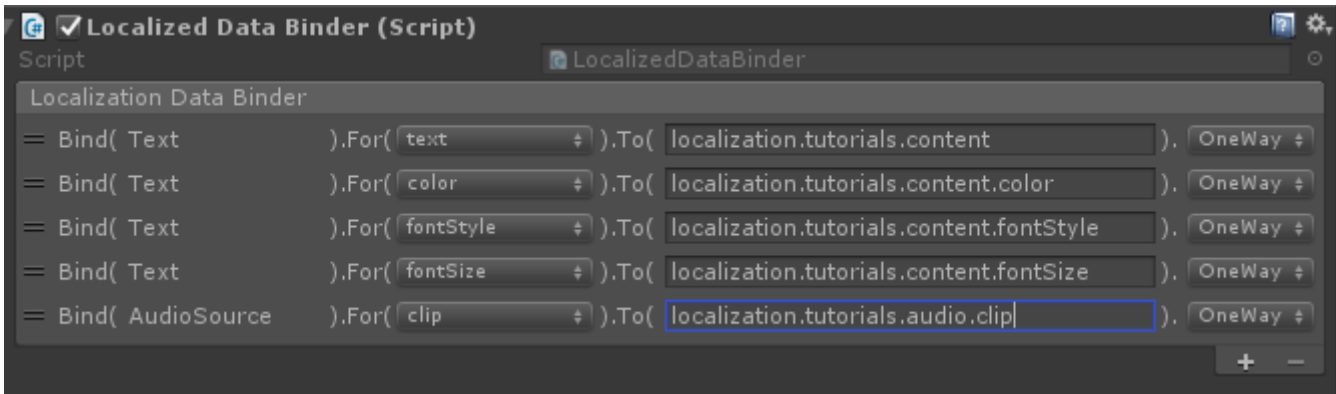 Localized Data Binder (Script)
Script LocalizedDataBinder
Localization Data Binder
Bind( Text ).For( text ).To( localization.tutorials.content ). OneWay
Bind( Text ).For( color ).To( localization.tutorials.content.color ). OneWay
Bind( Text ).For( fontStyle ).To( localization.tutorials.content.fontStyle ). OneWay
Bind( Text ).For( fontSize ).To( localization.tutorials.content.fontSize ). OneWay
Bind( AudioSource ).For( clip ).To( localization.tutorials.audio.clip ). OneWay
+ −